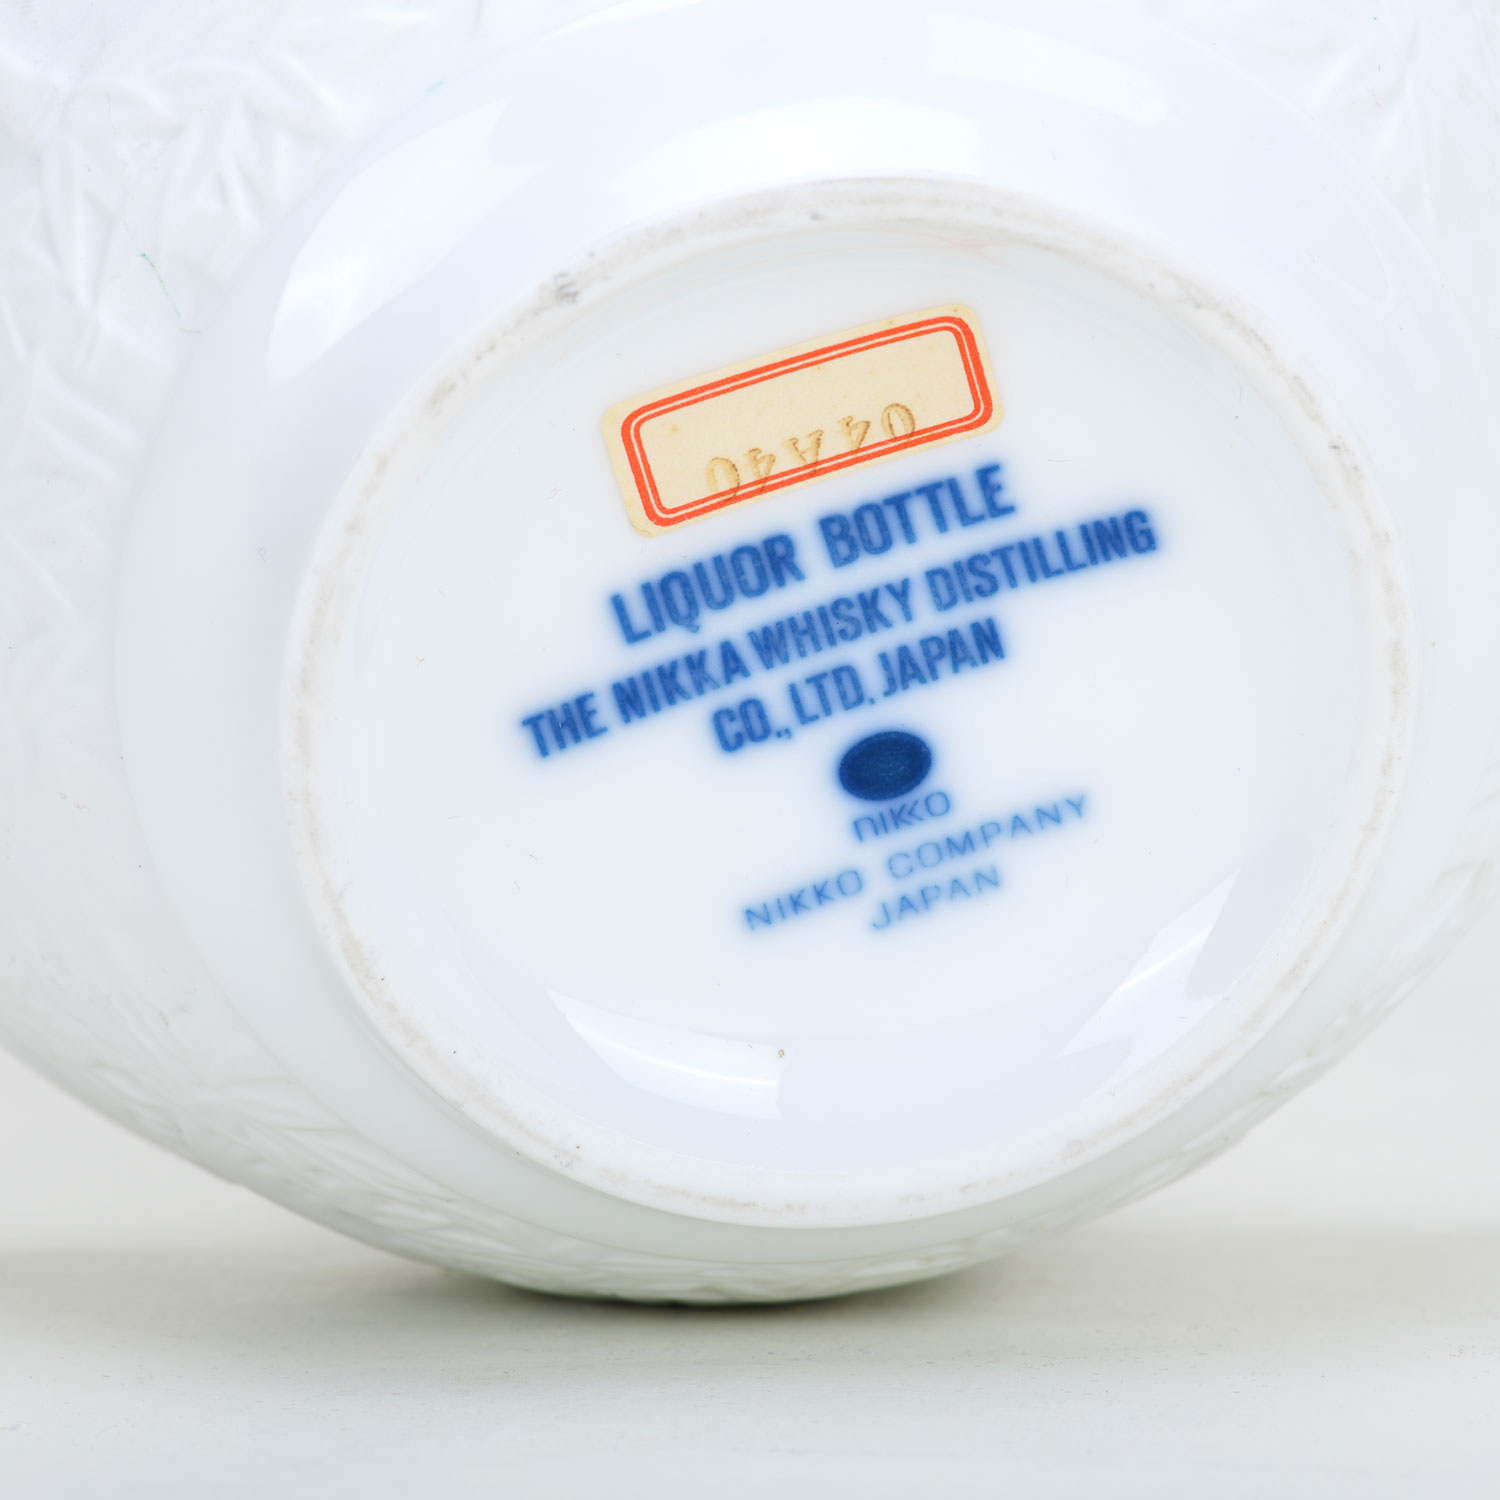 04A40
LIQUOR BOTTLE
THE NIKKA WHISKY DISTILLING
CO., LTD. JAPAN
NIKKO
NIKKO COMPANY
JAPAN